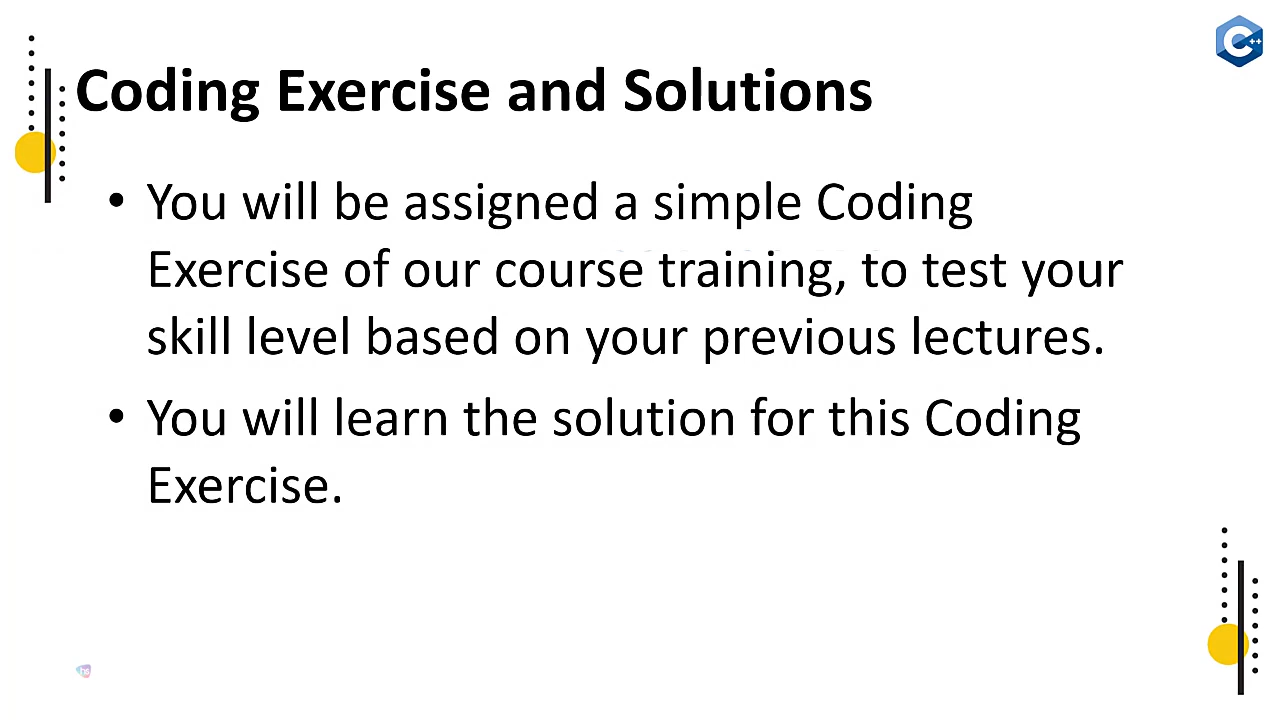 C++
Coding Exercise and Solutions
• You will be assigned a simple Coding
Exercise of our course training, to test your
skill level based on your previous lectures.
• You will learn the solution for this Coding
Exercise.